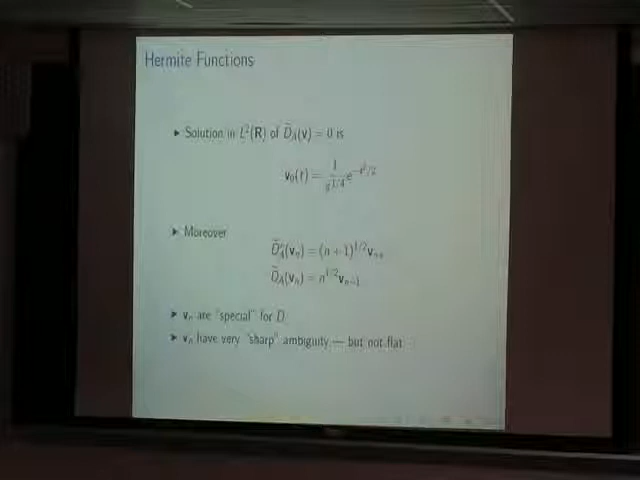 Hermite Functions
▸ Solution in L²(R) of D̃_A(v) = 0 is
v₀(t) = 1/π^{1/4} e^{-t²/2}
▸ Moreover
D̃*_A(v_n) = (n + 1)^{1/2} v_{n+1}
D̃_A(v_n) = n^{1/2} v_{n-1}
▸ v_n are "special" for D̃
▸ v_n have very "sharp" ambiguity — but not flat